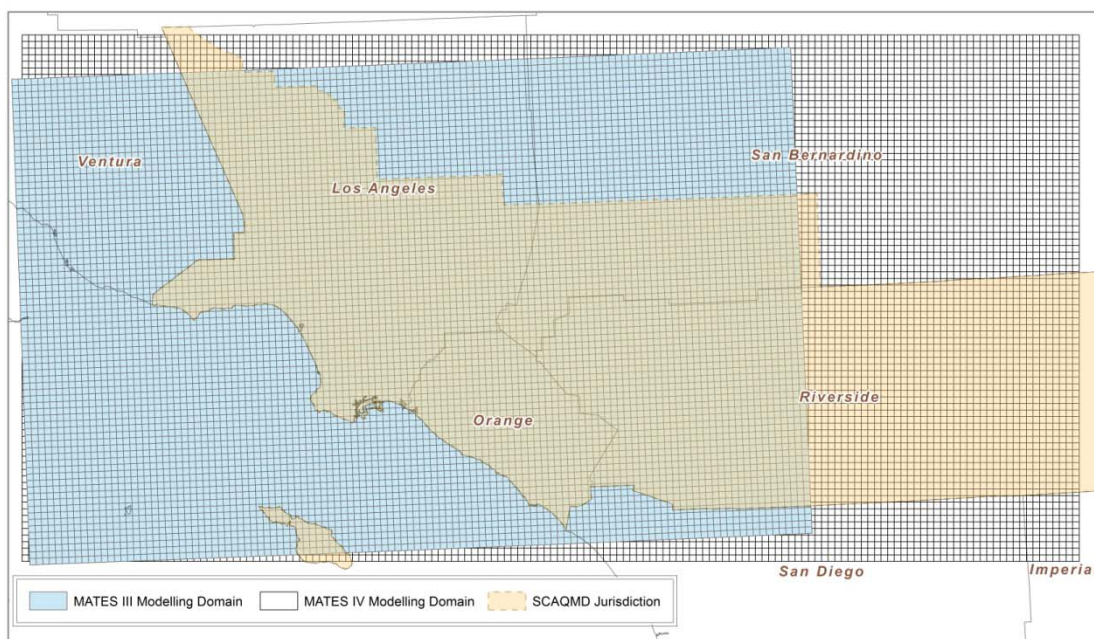 Ventura
San Bernardino
Los Angeles
Riverside
Orange
San Diego
Imperia
MATES III Modelling Domain
MATES IV Modelling Domain
SCAQMD Jurisdiction